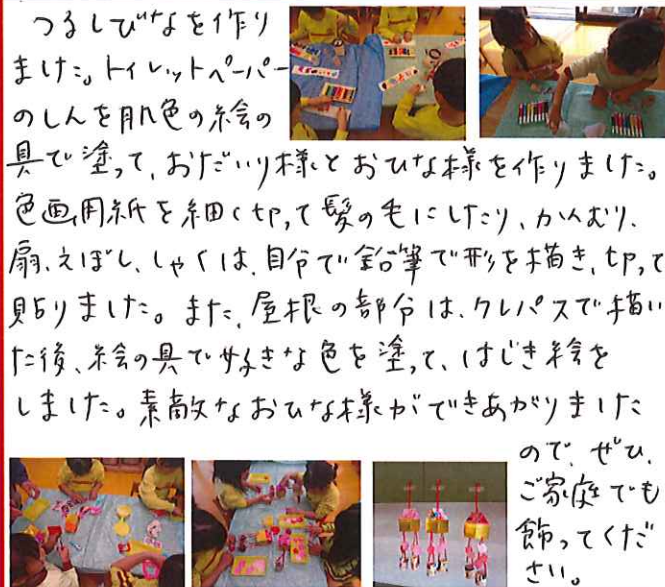 つるしびなを作り
ました。トイレットペーパー
のしんを肌色の絵の
具で塗って、おだいり様とおひな様を作りました。
色画用紙を細く切って髪の毛にしたり、かんむり、
扇、えぼし、しゃくは、自分で鉛筆で形を描き、切って
貼りました。また、屋根の部分は、クレパスで描い
た後、絵の具で好きな色を塗って、はじき絵を
しました。素敵なおひな様ができあがりました
ので、ぜひ、
ご家庭でも
飾ってくだ
さい。